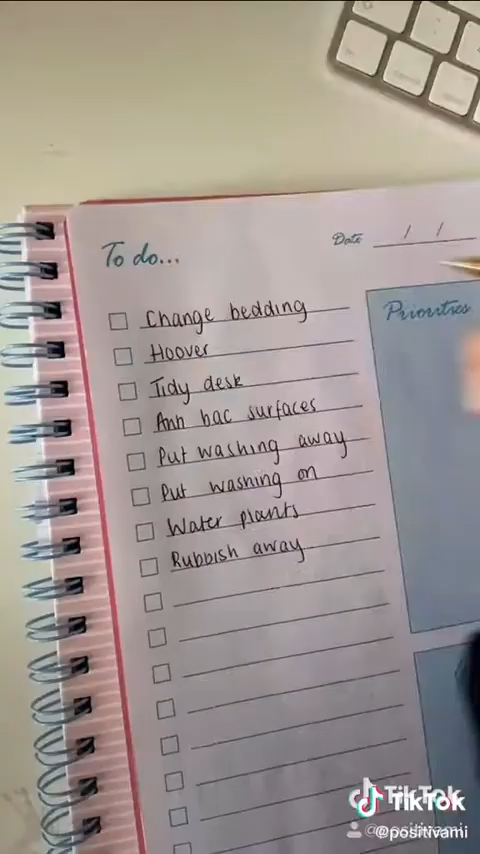 To do...
Date / /
Priorities
Change bedding
Hoover
Tidy desk
Anh bac surfaces
Put washing away
Put washing on
Water plants
Rubbish away
TikTok
@positivami